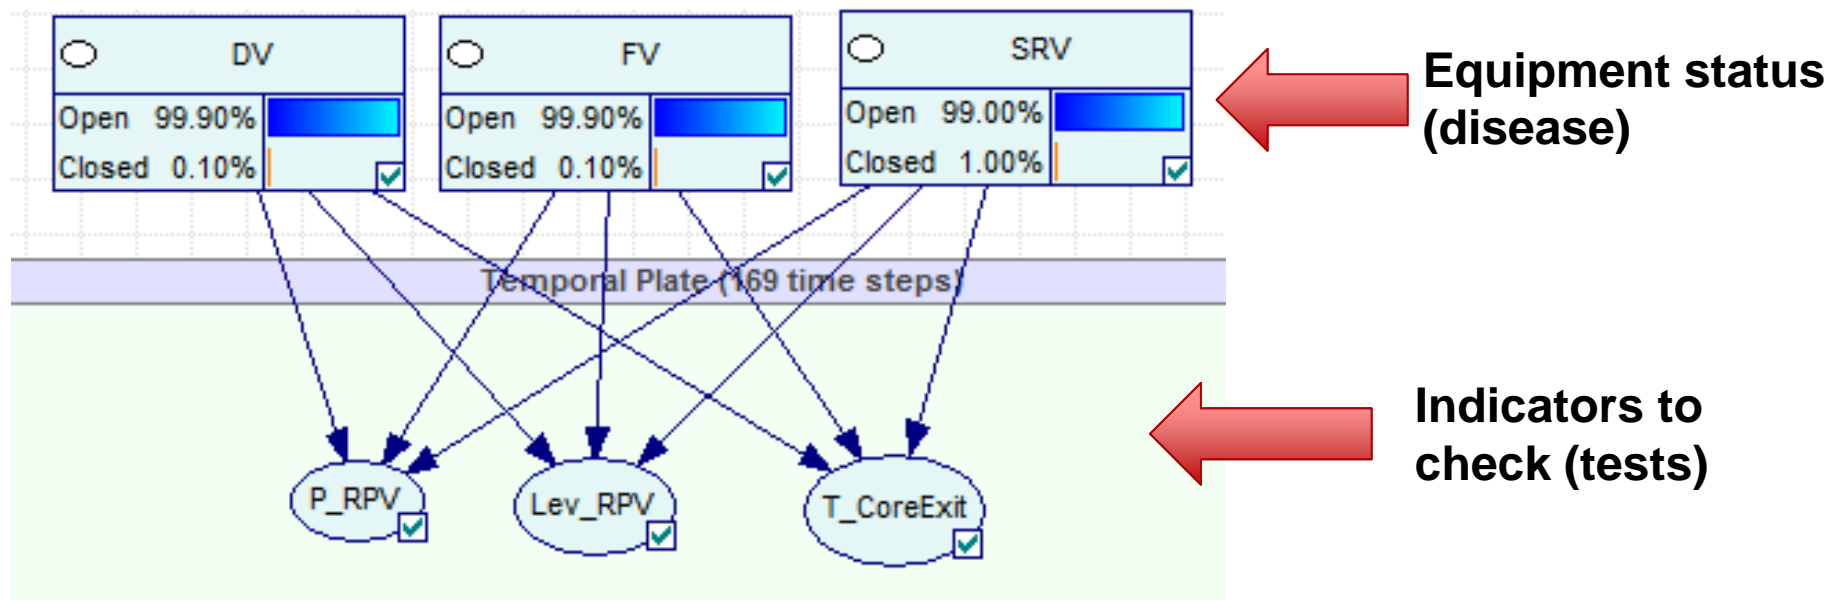 DV
Open 99.90%
Closed 0.10%
FV
Open 99.90%
Closed 0.10%
SRV
Open 99.00%
Closed 1.00%
Equipment status
(disease)
Temporal Plate (169 time steps)
Indicators to
check (tests)
P_RPV
Lev_RPV
T_CoreExit